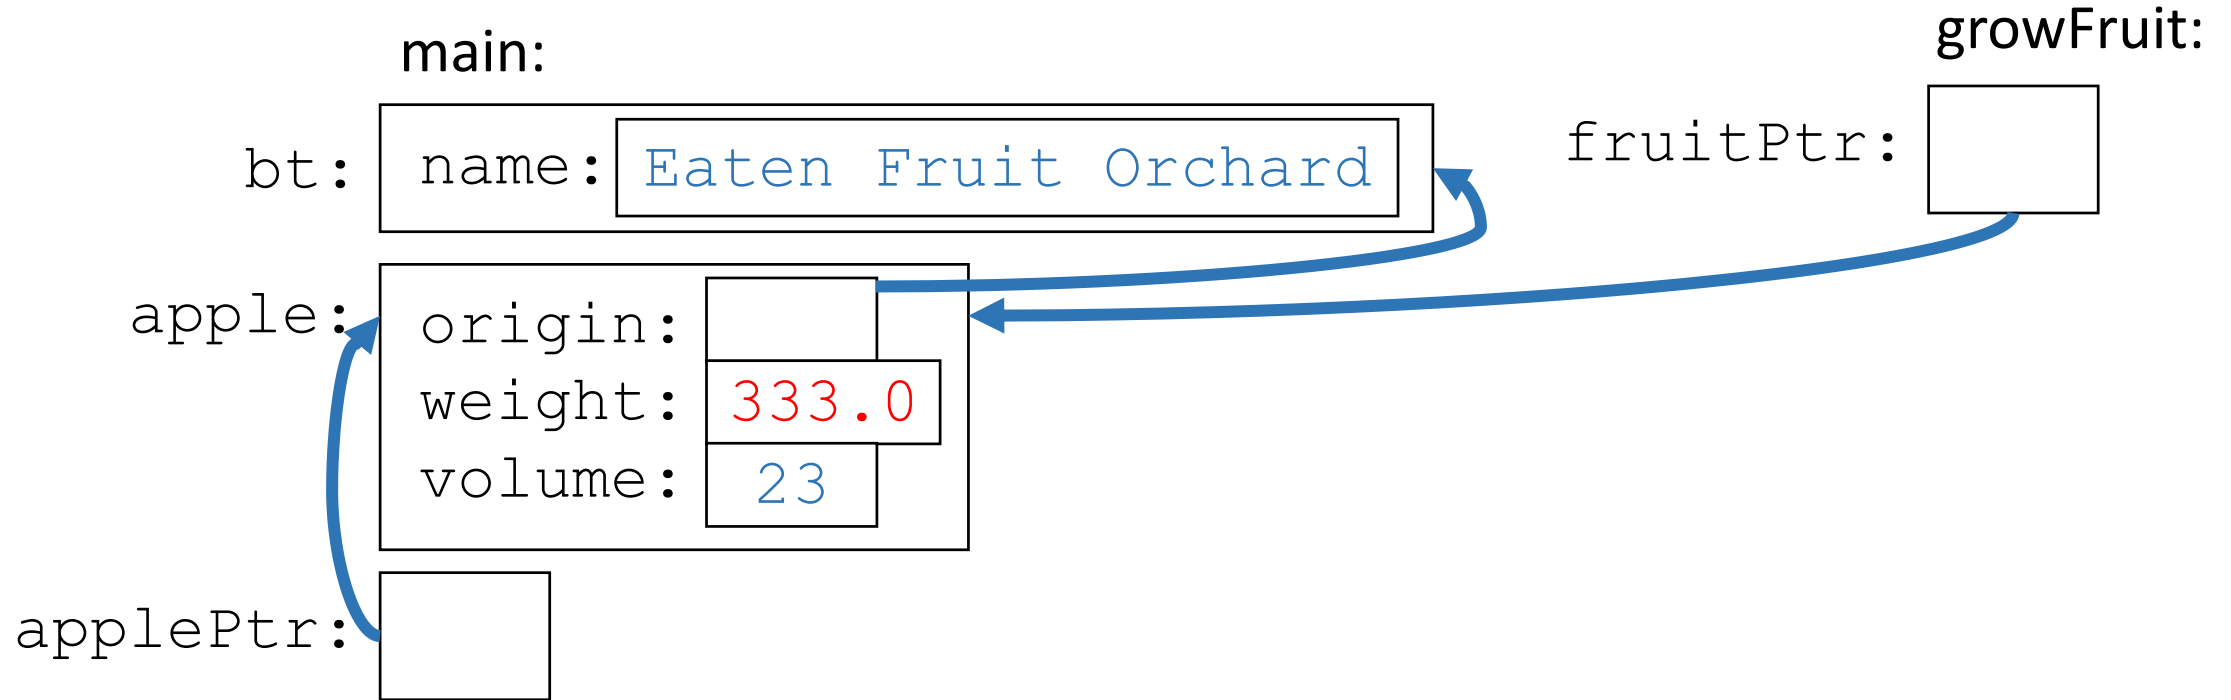 main:
growFruit:
bt: name: Eaten Fruit Orchard
fruitPtr:
apple:
origin:
weight: 333.0
volume: 23
applePtr: